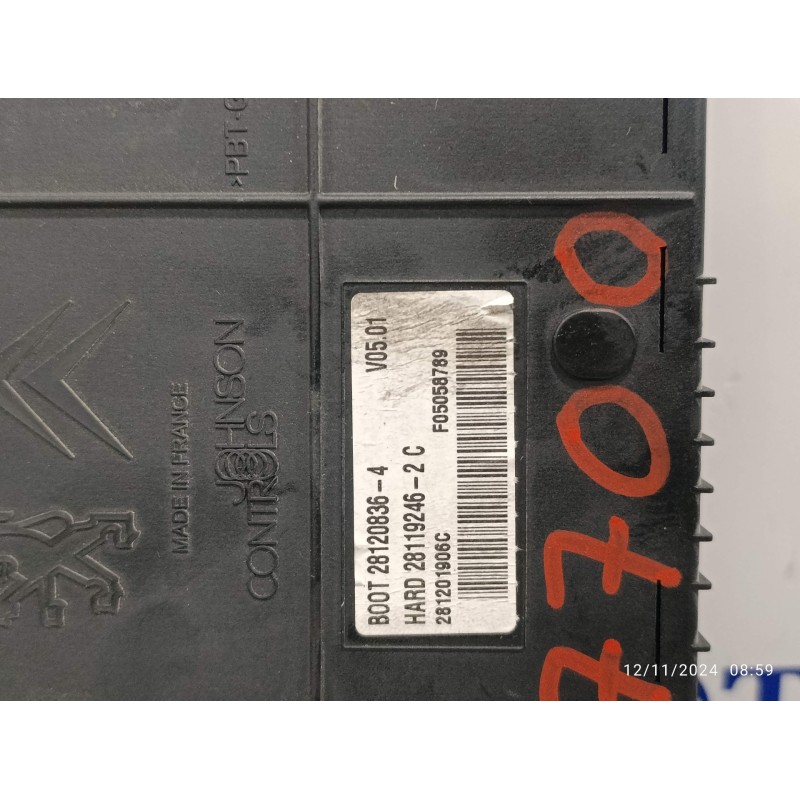 >PBT-G
MADE IN FRANCE
JOHNSON
CONTROLS
BOOT 28120836-4 V05.01
HARD 28119246-2 C
281201906C F05058789
7700
12/11/2024 08:59